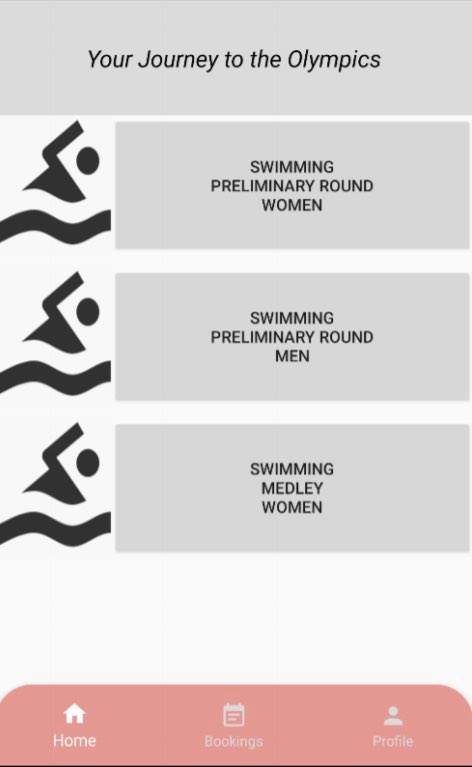 Your Journey to the Olympics
SWIMMING
PRELIMINARY ROUND
WOMEN
SWIMMING
PRELIMINARY ROUND
MEN
SWIMMING
MEDLEY
WOMEN
Home
Bookings
Profile